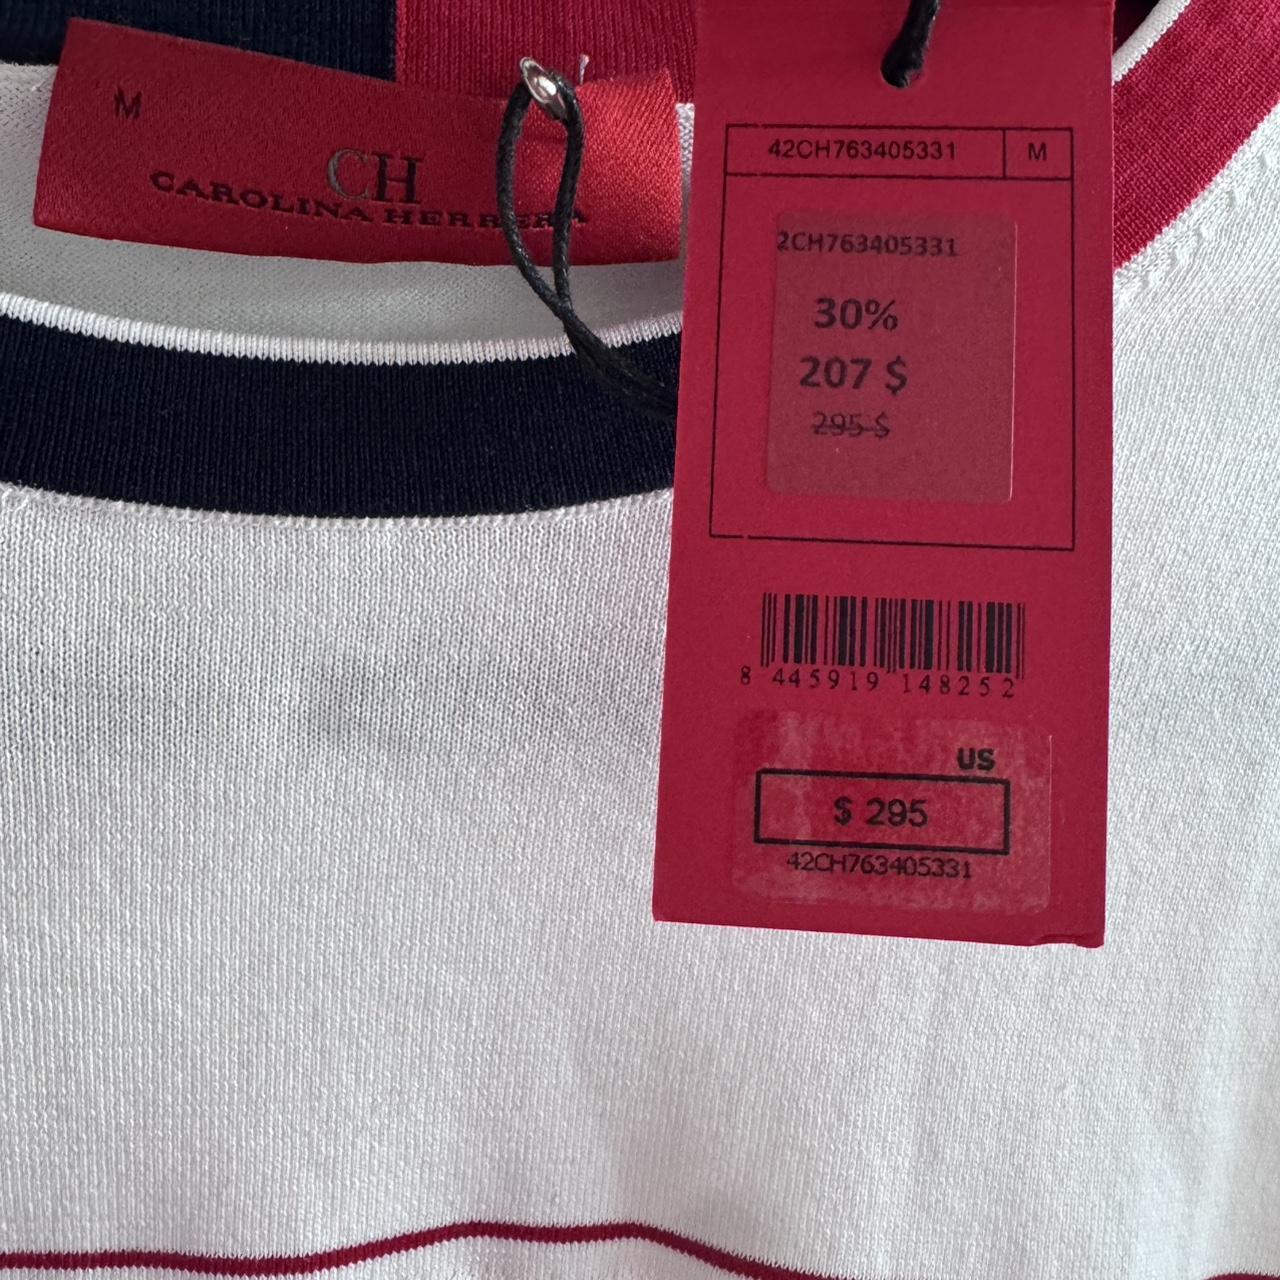 M
CH
CAROLINA HERRERA
42CH763405331 M
2CH763405331
30%
207 $
295 $
8 445919 148252
US
$ 295
42CH763405331